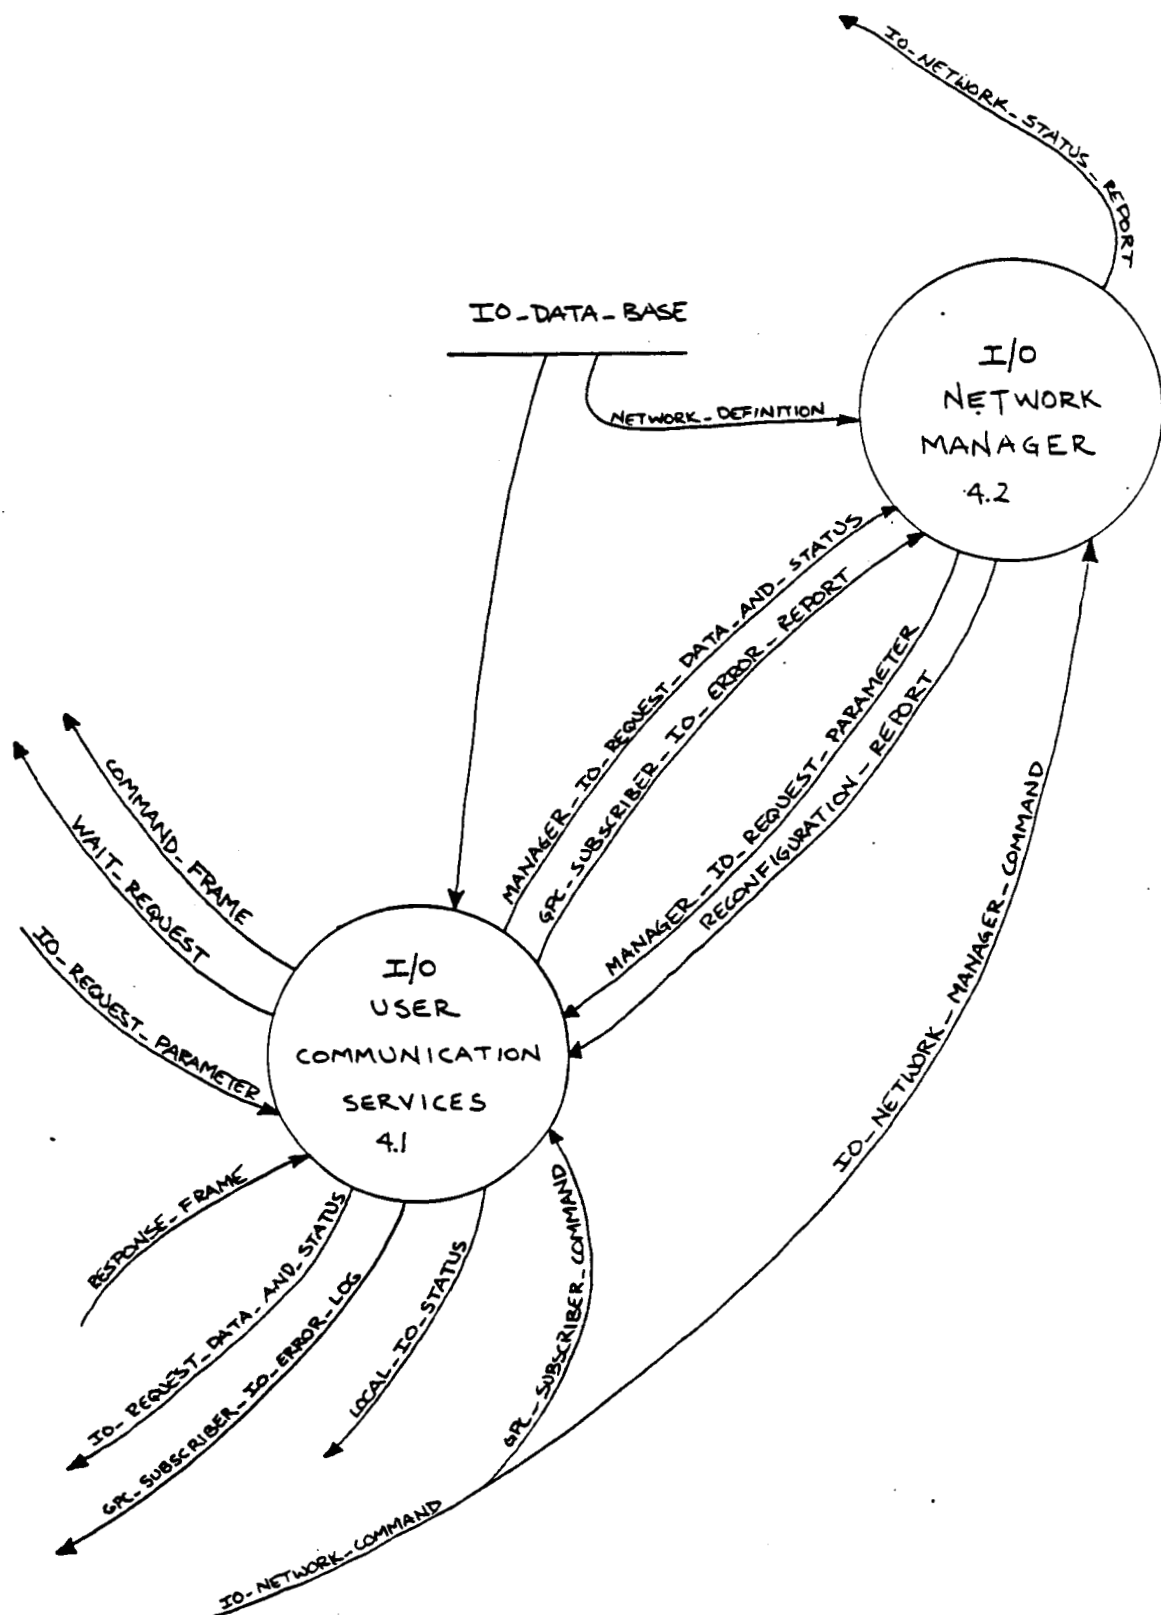 IO-NETWORK-STATUS-REPORT
IO-DATA-BASE
NETWORK-DEFINITION
I/O
NETWORK
MANAGER
4.2
MANAGER-IO-REQUEST-DATA-AND-STATUS
GPC-SUBSCRIBER-IO-ERROR-REPORT
MANAGER-IO-REQUEST-PARAMETER
RECONFIGURATION-REPORT
IO-NETWORK-MANAGER-COMMAND
COMMAND-FRAME
WAIT-REQUEST
IO-REQUEST-PARAMETER
I/O
USER
COMMUNICATION
SERVICES
4.1
RESPONSE-FRAME
IO-REQUEST-DATA-AND-STATUS
GPC-SUBSCRIBER-IO-ERROR-LOG
LOCAL-IO-STATUS
GPC-SUBSCRIBER-COMMAND
IO-NETWORK-COMMAND